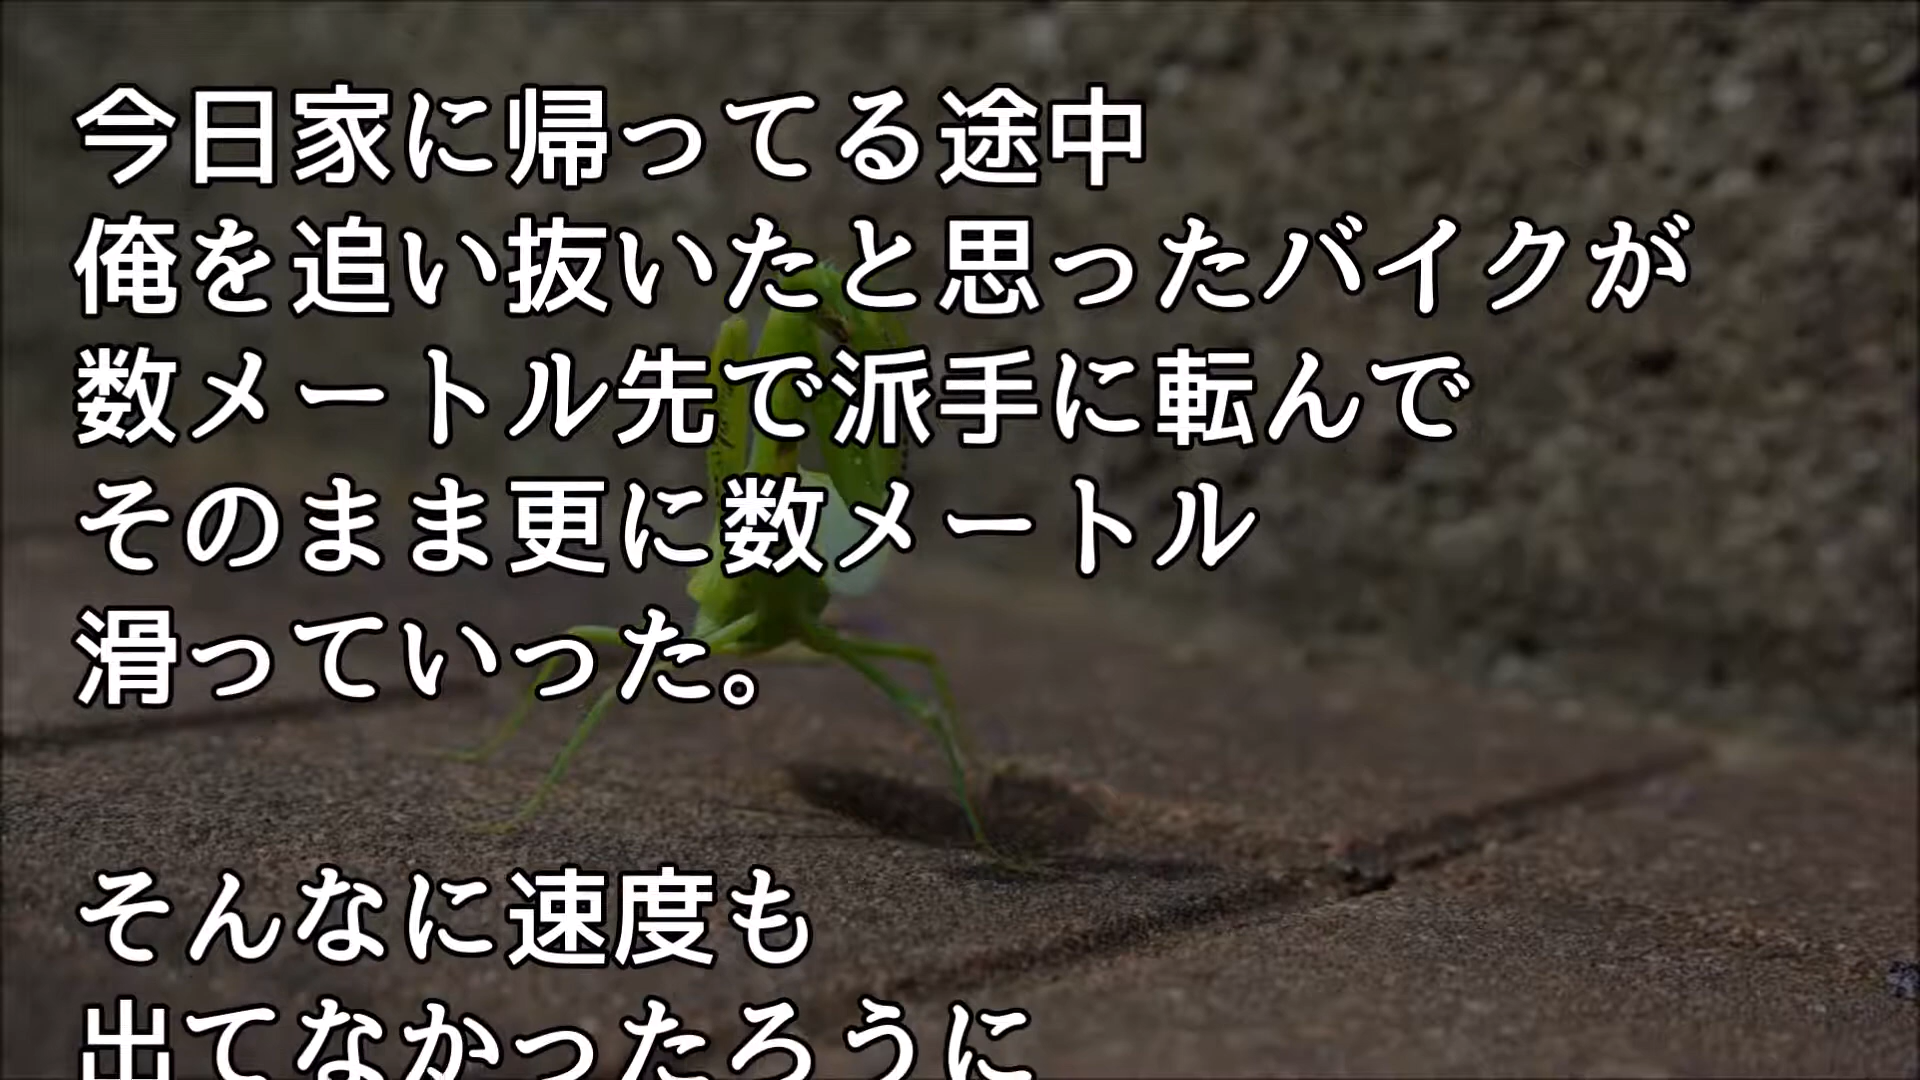 今日家に帰ってる途中
俺を追い抜いたと思ったバイクが
数メートル先で派手に転んで
そのまま更に数メートル
滑っていった。
そんなに速度も
出てなかったろうに